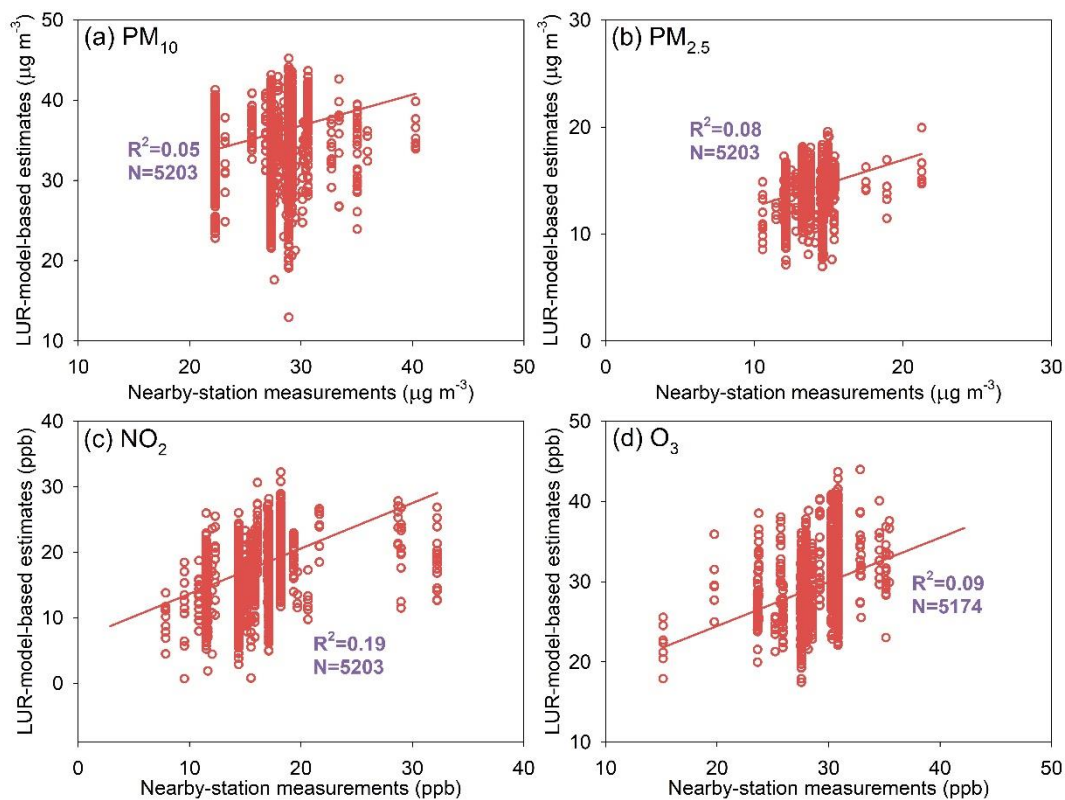 (a) PM₁₀
LUR-model-based estimates (μg m⁻³)
50
40
30
20
10
R²=0.05
N=5203
0 10 20 30 40 50
Nearby-station measurements (μg m⁻³)
(b) PM₂.₅
LUR-model-based estimates (μg m⁻³)
30
20
10
0
R²=0.08
N=5203
0 10 20 30
Nearby-station measurements (μg m⁻³)
(c) NO₂
LUR-model-based estimates (ppb)
40
30
20
10
0
R²=0.19
N=5203
0 10 20 30 40
Nearby-station measurements (ppb)
(d) O₃
LUR-model-based estimates (ppb)
50
40
30
20
10
R²=0.09
N=5174
10 20 30 40 50
Nearby-station measurements (ppb)